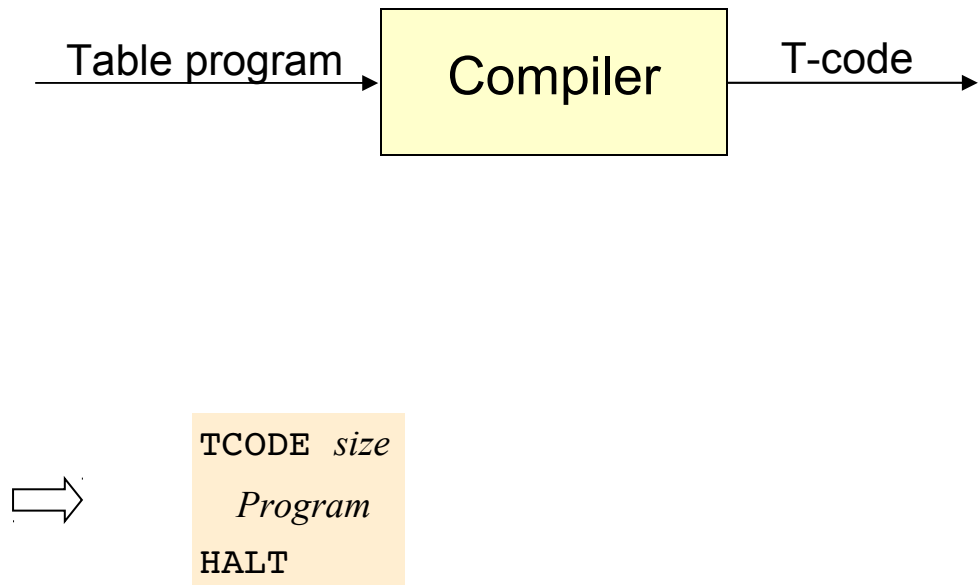 Table program
Compiler
T-code
TCODE size
Program
HALT